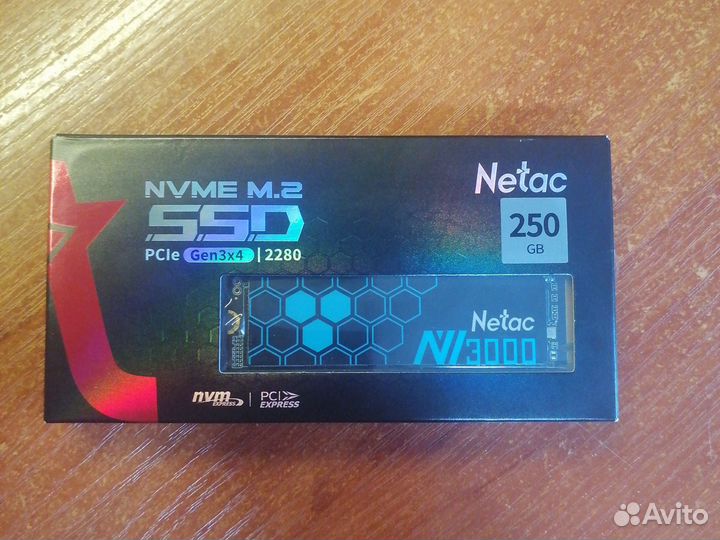 NVME M.2
Netac
SSD
250
GB
PCIe Gen3x4 | 2280
Netac
NV3000
nvm EXPRESS | PCI EXPRESS
Avito